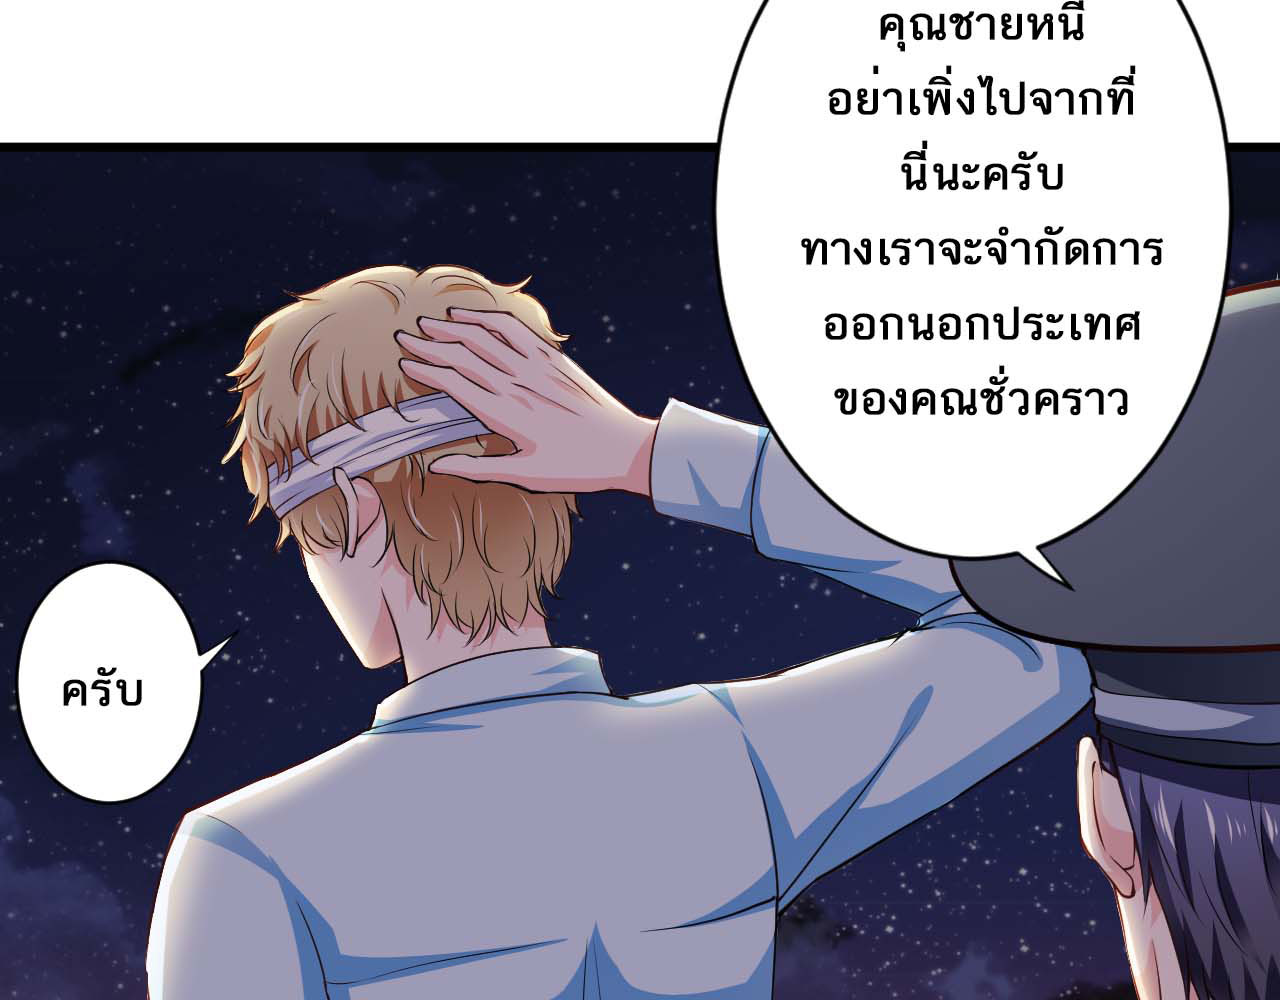 คุณชายหนี
อย่าเพิ่งไปจากที่
นี่นะครับ
ทางเราจะจำกัดการ
ออกนอกประเทศ
ของคณชั่วคราว
ครับ